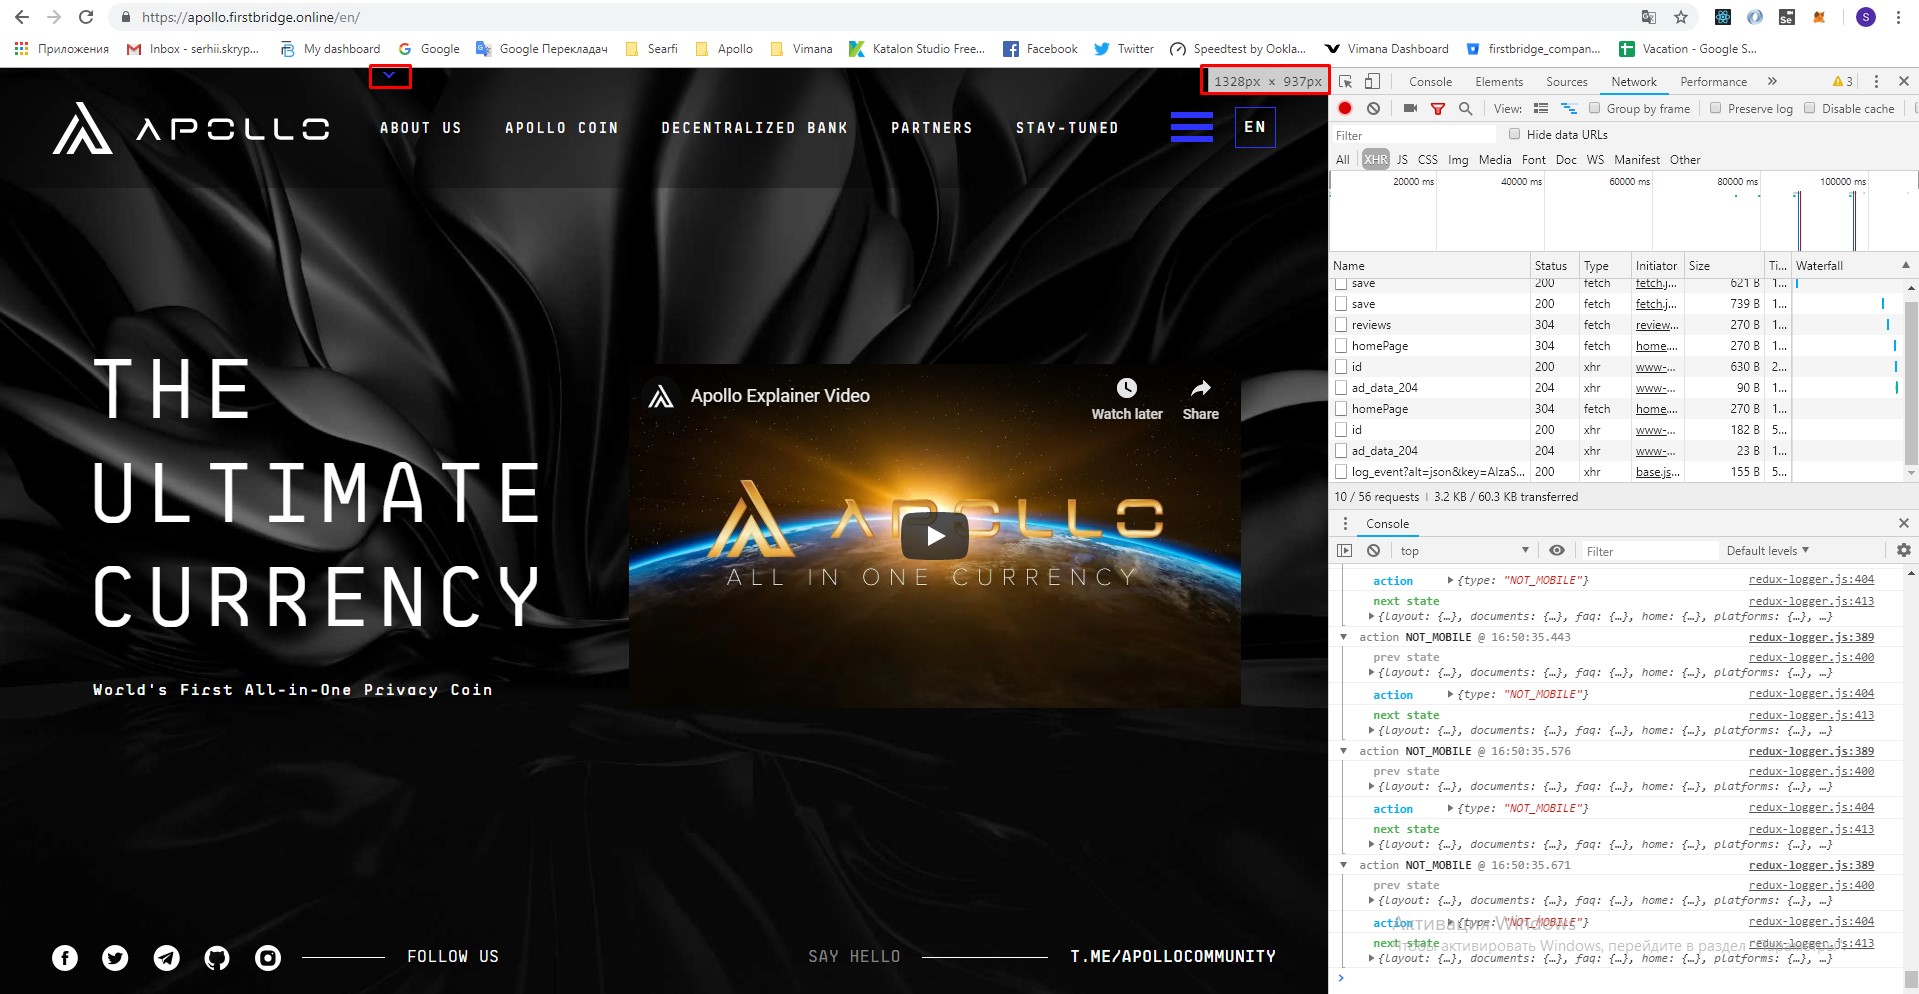 https://apollo.firstbridge.online/en/
Приложения Inbox - serhii.skryp... My dashboard Google Google Перекладач Searfi Apollo Vimana Katalon Studio Free... Facebook Twitter Speedtest by Ookla... Vimana Dashboard firstbridge_compan... Vacation - Google S...
1328px × 937px
APOLLO ABOUT US APOLLO COIN DECENTRALIZED BANK PARTNERS STAY-TUNED EN
THE
ULTIMATE
CURRENCY
World's First All-in-One Privacy Coin
Apollo Explainer Video
Watch later Share
APOLLO
ALL IN ONE CURRENCY
FOLLOW US SAY HELLO T.ME/APOLLOCOMMUNITY
Console Elements Sources Network Performance » 3
View: Group by frame Preserve log Disable cache
Filter Hide data URLs
All XHR JS CSS Img Media Font Doc WS Manifest Other
20000 ms 40000 ms 60000 ms 80000 ms 100000 ms
Name Status Type Initiator Size Ti... Waterfall
save 200 fetch fetch.j... 621 B 1...
save 200 fetch fetch.j... 739 B 1...
reviews 304 fetch review... 270 B 1...
homePage 304 fetch home.... 270 B 1...
id 200 xhr www-... 630 B 2...
ad_data_204 204 xhr www-... 90 B 1...
homePage 304 fetch home.... 270 B 1...
id 200 xhr www-... 182 B 5...
ad_data_204 204 xhr www-... 23 B 1...
log_event?alt=json&key=AIzaS... 200 xhr base.js... 155 B 5...
10 / 56 requests | 3.2 KB / 60.3 KB transferred
Console
top Filter Default levels
action {type: "NOT_MOBILE"} redux-logger.js:404
next state redux-logger.js:413
{layout: {…}, documents: {…}, faq: {…}, home: {…}, platforms: {…}, …}
action NOT_MOBILE @ 16:50:35.443 redux-logger.js:389
prev state redux-logger.js:400
{layout: {…}, documents: {…}, faq: {…}, home: {…}, platforms: {…}, …}
action {type: "NOT_MOBILE"} redux-logger.js:404
next state redux-logger.js:413
{layout: {…}, documents: {…}, faq: {…}, home: {…}, platforms: {…}, …}
action NOT_MOBILE @ 16:50:35.576 redux-logger.js:389
prev state redux-logger.js:400
{layout: {…}, documents: {…}, faq: {…}, home: {…}, platforms: {…}, …}
action {type: "NOT_MOBILE"} redux-logger.js:404
next state redux-logger.js:413
{layout: {…}, documents: {…}, faq: {…}, home: {…}, platforms: {…}, …}
action NOT_MOBILE @ 16:50:35.671 redux-logger.js:389
prev state redux-logger.js:400
{layout: {…}, documents: {…}, faq: {…}, home: {…}, platforms: {…}, …}
action {type: "NOT_MOBILE"} redux-logger.js:404
Активация Windows
next state redux-logger.js:413
Чтобы активировать Windows, перейдите в раздел "Параметры".
{layout: {…}, documents: {…}, faq: {…}, home: {…}, platforms: {…}, …}